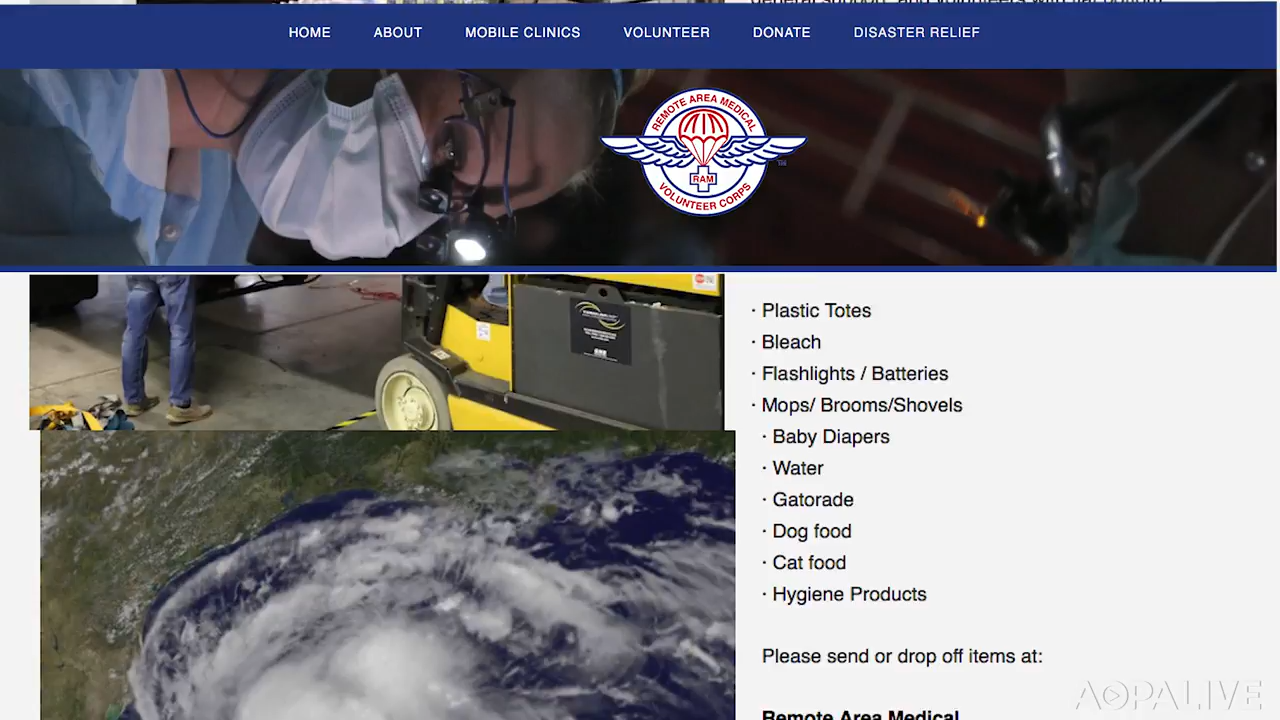 HOME ABOUT MOBILE CLINICS VOLUNTEER DONATE DISASTER RELIEF
REMOTE AREA MEDICAL
RAM
VOLUNTEER CORPS
TM
· Plastic Totes
· Bleach
· Flashlights / Batteries
· Mops/ Brooms/Shovels
· Baby Diapers
· Water
· Gatorade
· Dog food
· Cat food
· Hygiene Products
Please send or drop off items at:
Remote Area Medical
AOPA LIVE